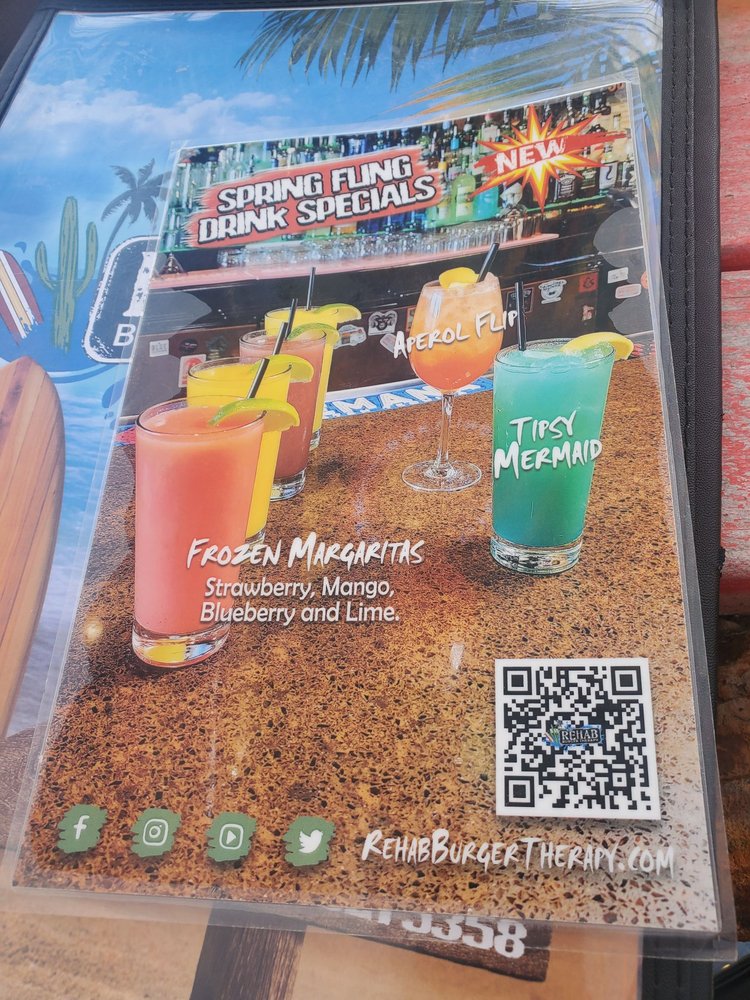 SPRING FLING
DRINK SPECIALS
NEW
APEROL FLIP
TIPSY
MERMAID
FROZEN MARGARITAS
Strawberry, Mango,
Blueberry and Lime.
REHAB
REHABBURGERTHERAPY.COM
5358